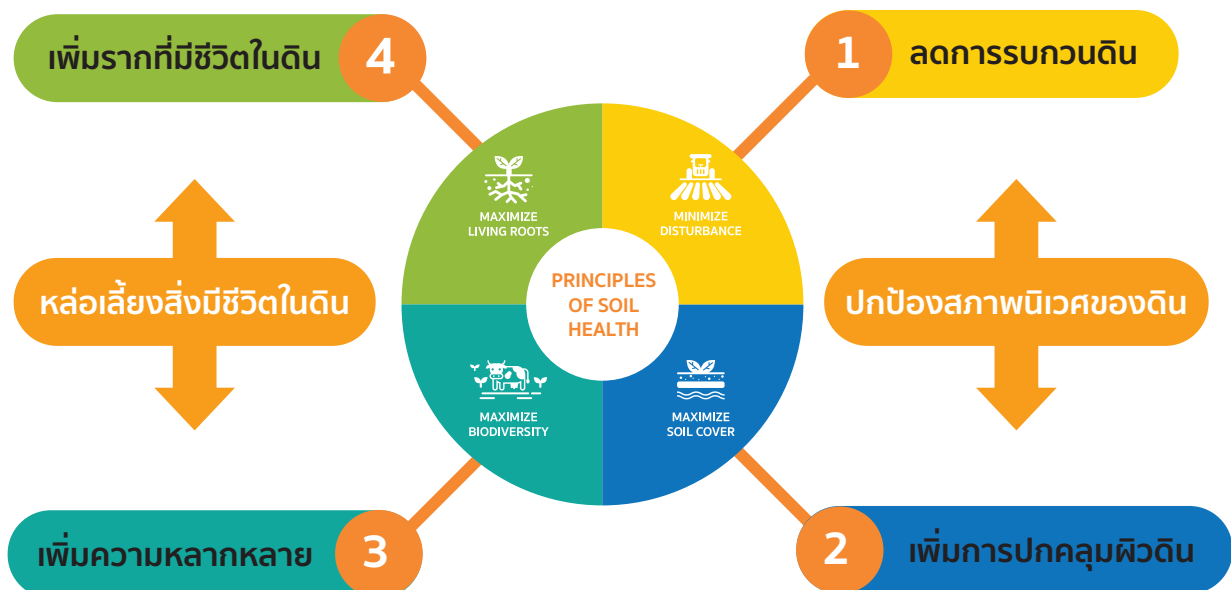 เพิ่มรากที่มีชีวิตในดิน
4
1
ลดการรบกวนดิน
MAXIMIZE
LIVING ROOTS
MINIMIZE
DISTURBANCE
หล่อเลี้ยงสิ่งมีชีวิตในดิน
PRINCIPLES
OF SOIL
HEALTH
ปกป้องสภาพนิเวศของดิน
MAXIMIZE
BIODIVERSITY
MAXIMIZE
SOIL COVER
เพิ่มความหลากหลาย
3
2
เพิ่มการปกคลุมผิวดิน